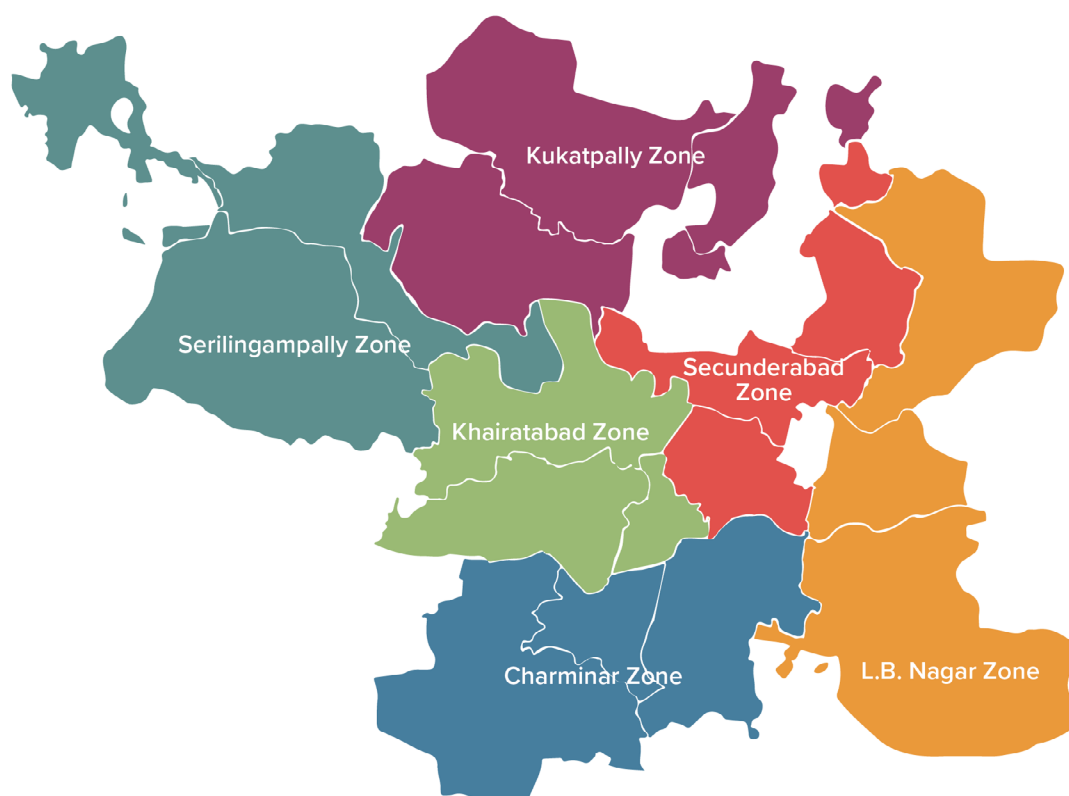 Kukatpally Zone
Serilingampally Zone
Secunderabad
Zone
Khairatabad Zone
Charminar Zone
L.B. Nagar Zone